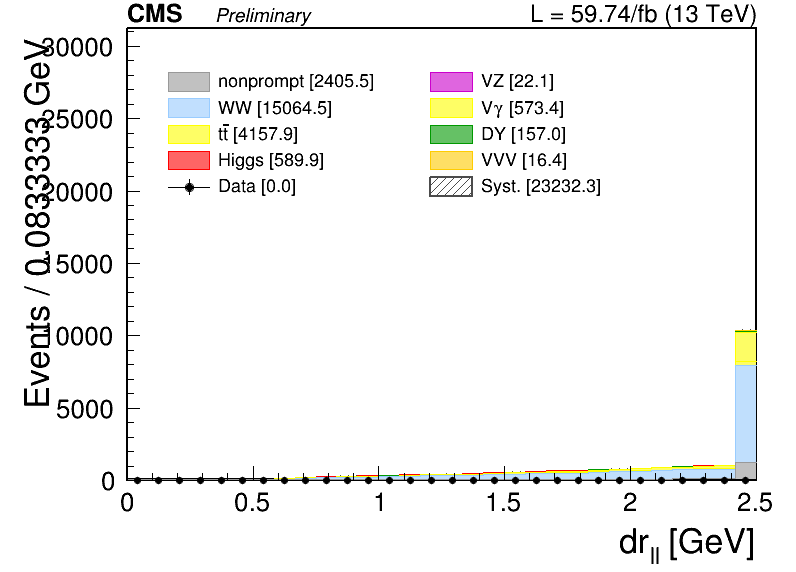 CMS Preliminary L = 59.74/fb (13 TeV)
Events / 0.0833333 GeV
30000
25000
20000
15000
10000
5000
0
nonprompt [2405.5]
WW [15064.5]
tt̄ [4157.9]
Higgs [589.9]
Data [0.0]
VZ [22.1]
Vγ [573.4]
DY [157.0]
VVV [16.4]
Syst. [23232.3]
0 0.5 1 1.5 2 2.5
dr_ll [GeV]